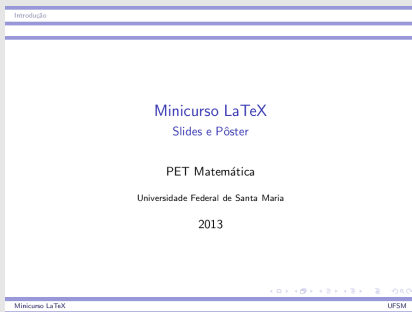 Introdução
Minicurso LaTeX
Slides e Pôster
PET Matemática
Universidade Federal de Santa Maria
2013
Minicurso LaTeX
UFSM